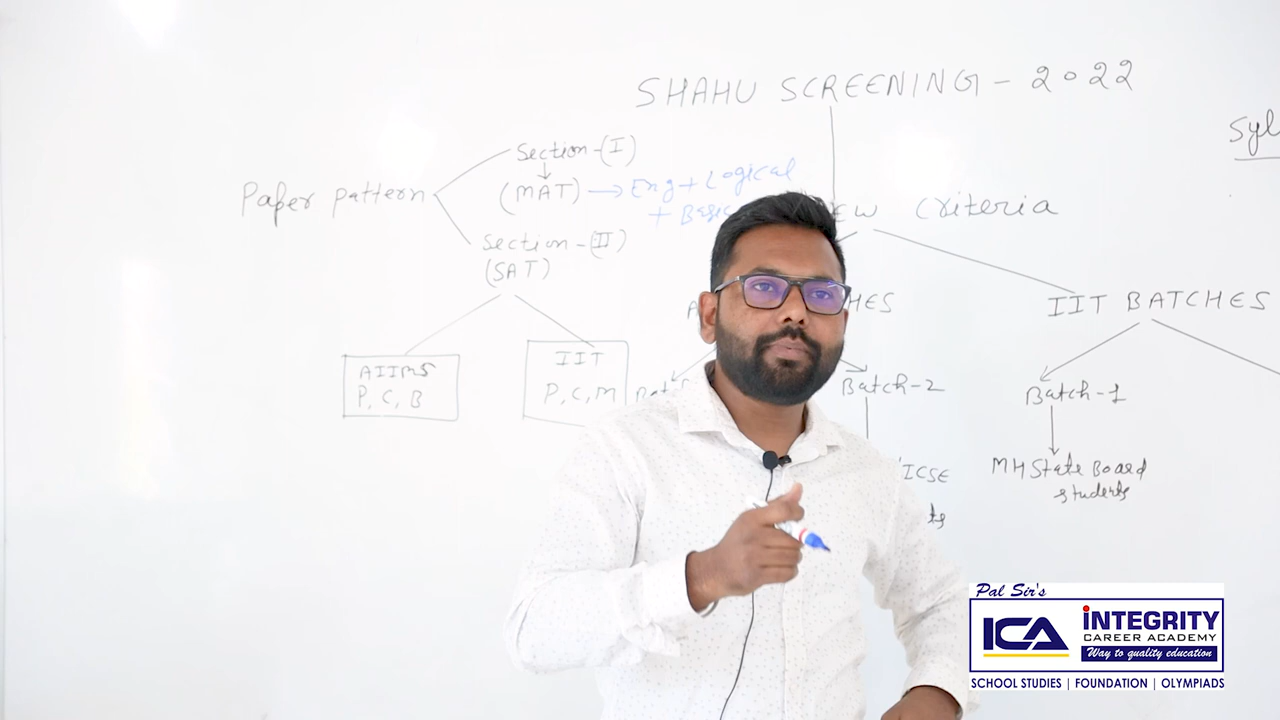 SHAHU SCREENING - 2022
Syl
Paper pattern
Section-(I)
(MAT) → Eng + Logical
+ Basic
Section-(II)
(SAT)
AIIMS
P, C, B
IIT
P, C, M
EW Criteria
HES
Batch-2
ICSE
ts
IIT BATCHES
Batch-1
MH State Board
students
Pal Sir's
ICA
iNTEGRITY
CAREER ACADEMY
Way to quality education
SCHOOL STUDIES | FOUNDATION | OLYMPIADS